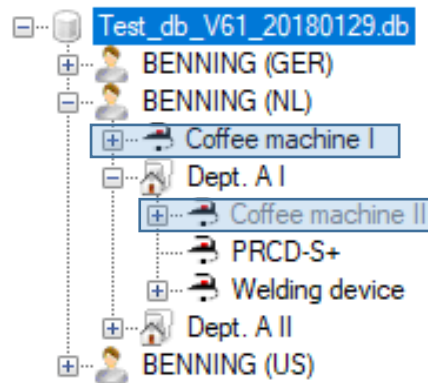 Test_db_V61_20180129.db
BENNING (GER)
BENNING (NL)
Coffee machine I
Dept. A I
Coffee machine II
PRCD-S+
Welding device
Dept. A II
BENNING (US)